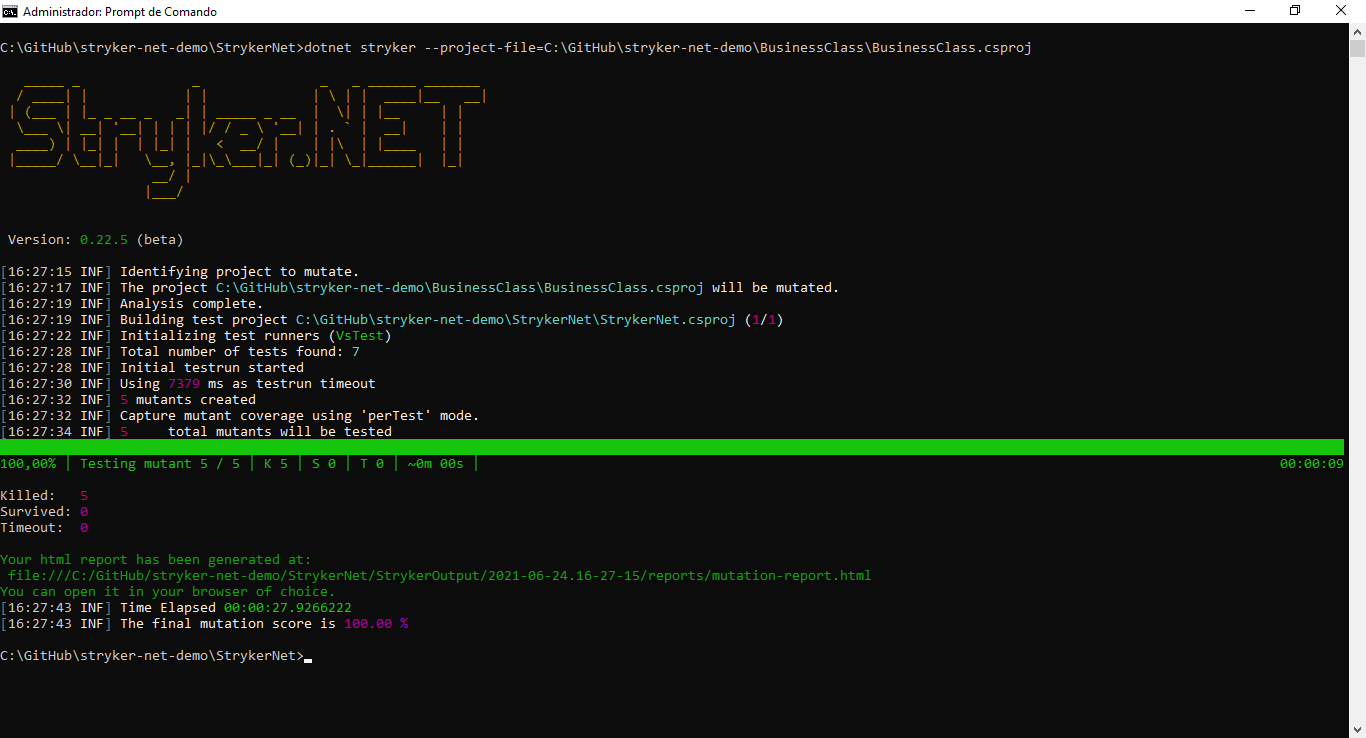 Administrador: Prompt de Comando
C:\GitHub\stryker-net-demo\StrykerNet>dotnet stryker --project-file=C:\GitHub\stryker-net-demo\BusinessClass\BusinessClass.csproj
Stryker.NET
Version: 0.22.5 (beta)
[16:27:15 INF] Identifying project to mutate.
[16:27:17 INF] The project C:\GitHub\stryker-net-demo\BusinessClass\BusinessClass.csproj will be mutated.
[16:27:19 INF] Analysis complete.
[16:27:19 INF] Building test project C:\GitHub\stryker-net-demo\StrykerNet\StrykerNet.csproj (1/1)
[16:27:22 INF] Initializing test runners (VsTest)
[16:27:28 INF] Total number of tests found: 7
[16:27:28 INF] Initial testrun started
[16:27:30 INF] Using 7379 ms as testrun timeout
[16:27:32 INF] 5 mutants created
[16:27:32 INF] Capture mutant coverage using 'perTest' mode.
[16:27:34 INF] 5     total mutants will be tested
100,00% │ Testing mutant 5 / 5 │ K 5 │ S 0 │ T 0 │ ~0m 00s │ 00:00:09
Killed:   5
Survived: 0
Timeout:  0
Your html report has been generated at:
file:///C:/GitHub/stryker-net-demo/StrykerNet/StrykerOutput/2021-06-24.16-27-15/reports/mutation-report.html
You can open it in your browser of choice.
[16:27:43 INF] Time Elapsed 00:00:27.9266222
[16:27:43 INF] The final mutation score is 100.00 %
C:\GitHub\stryker-net-demo\StrykerNet>